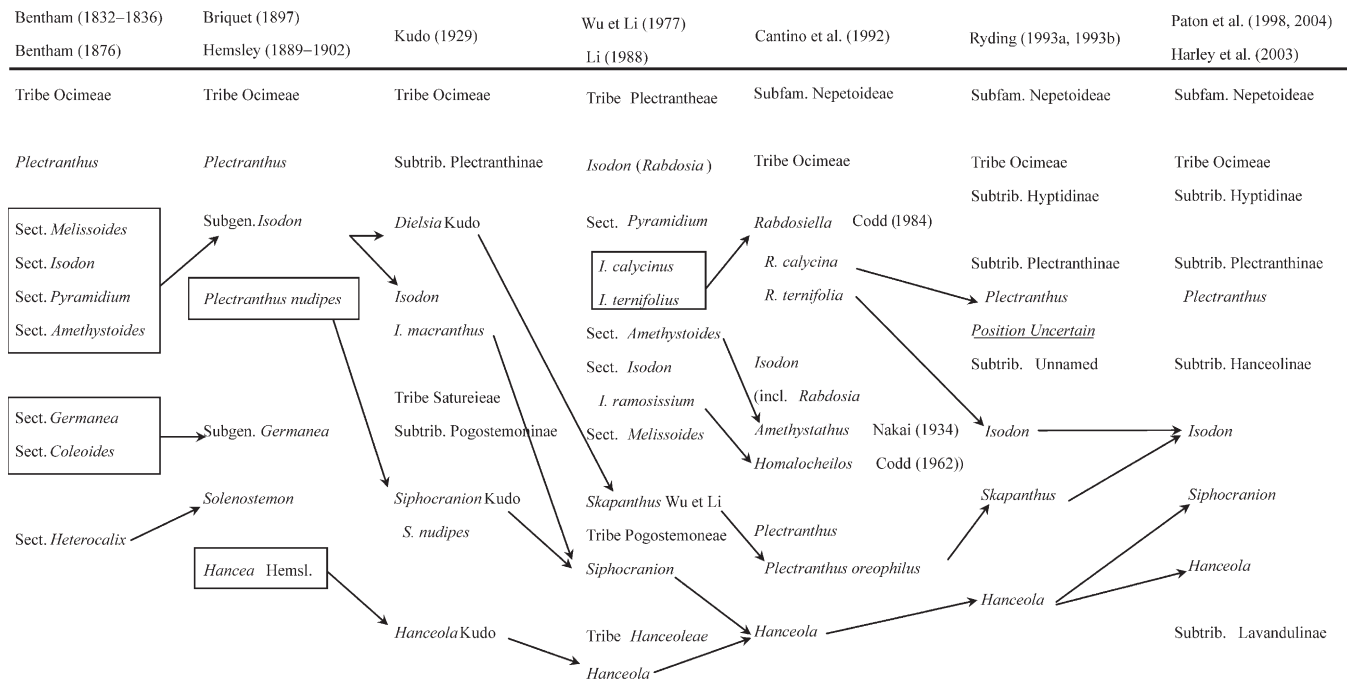 Bentham (1832–1836)
Bentham (1876)
Tribe Ocimeae
Plectranthus
Sect. Melissoides
Sect. Isodon
Sect. Pyramidium
Sect. Amethystoides
Sect. Germanea
Sect. Coleoides
Sect. Heterocalix
Briquet (1897)
Hemsley (1889–1902)
Tribe Ocimeae
Plectranthus
Subgen. Isodon
Plectranthus nudipes
Subgen. Germanea
Solenostemon
Hancea Hemsl.
Kudo (1929)
Tribe Ocimeae
Subtrib. Plectranthinae
Dielsia Kudo
Isodon
I. macranthus
Tribe Satureieae
Subtrib. Pogostemoninae
Siphocranion Kudo
S. nudipes
Hanceola Kudo
Wu et Li (1977)
Li (1988)
Tribe Plectrantheae
Isodon (Rabdosia)
Sect. Pyramidium
I. calycinus
I. ternifolius
Sect. Amethystoides
Sect. Isodon
I. ramosissium
Sect. Melissoides
Skapanthus Wu et Li
Tribe Pogostemoneae
Siphocranion
Tribe Hanceoleae
Hanceola
Cantino et al. (1992)
Subfam. Nepetoideae
Tribe Ocimeae
Rabdosiella Codd (1984)
R. calycina
R. ternifolia
Isodon
(incl. Rabdosia
Amethystathus Nakai (1934)
Homalocheilos Codd (1962))
Plectranthus
Plectranthus oreophilus
Hanceola
Ryding (1993a, 1993b)
Subfam. Nepetoideae
Tribe Ocimeae
Subtrib. Hyptidinae
Subtrib. Plectranthinae
Plectranthus
Position Uncertain
Subtrib. Unnamed
Isodon
Skapanthus
Hanceola
Paton et al. (1998, 2004)
Harley et al. (2003)
Subfam. Nepetoideae
Tribe Ocimeae
Subtrib. Hyptidinae
Subtrib. Plectranthinae
Plectranthus
Subtrib. Hanceolinae
Isodon
Siphocranion
Hanceola
Subtrib. Lavandulinae